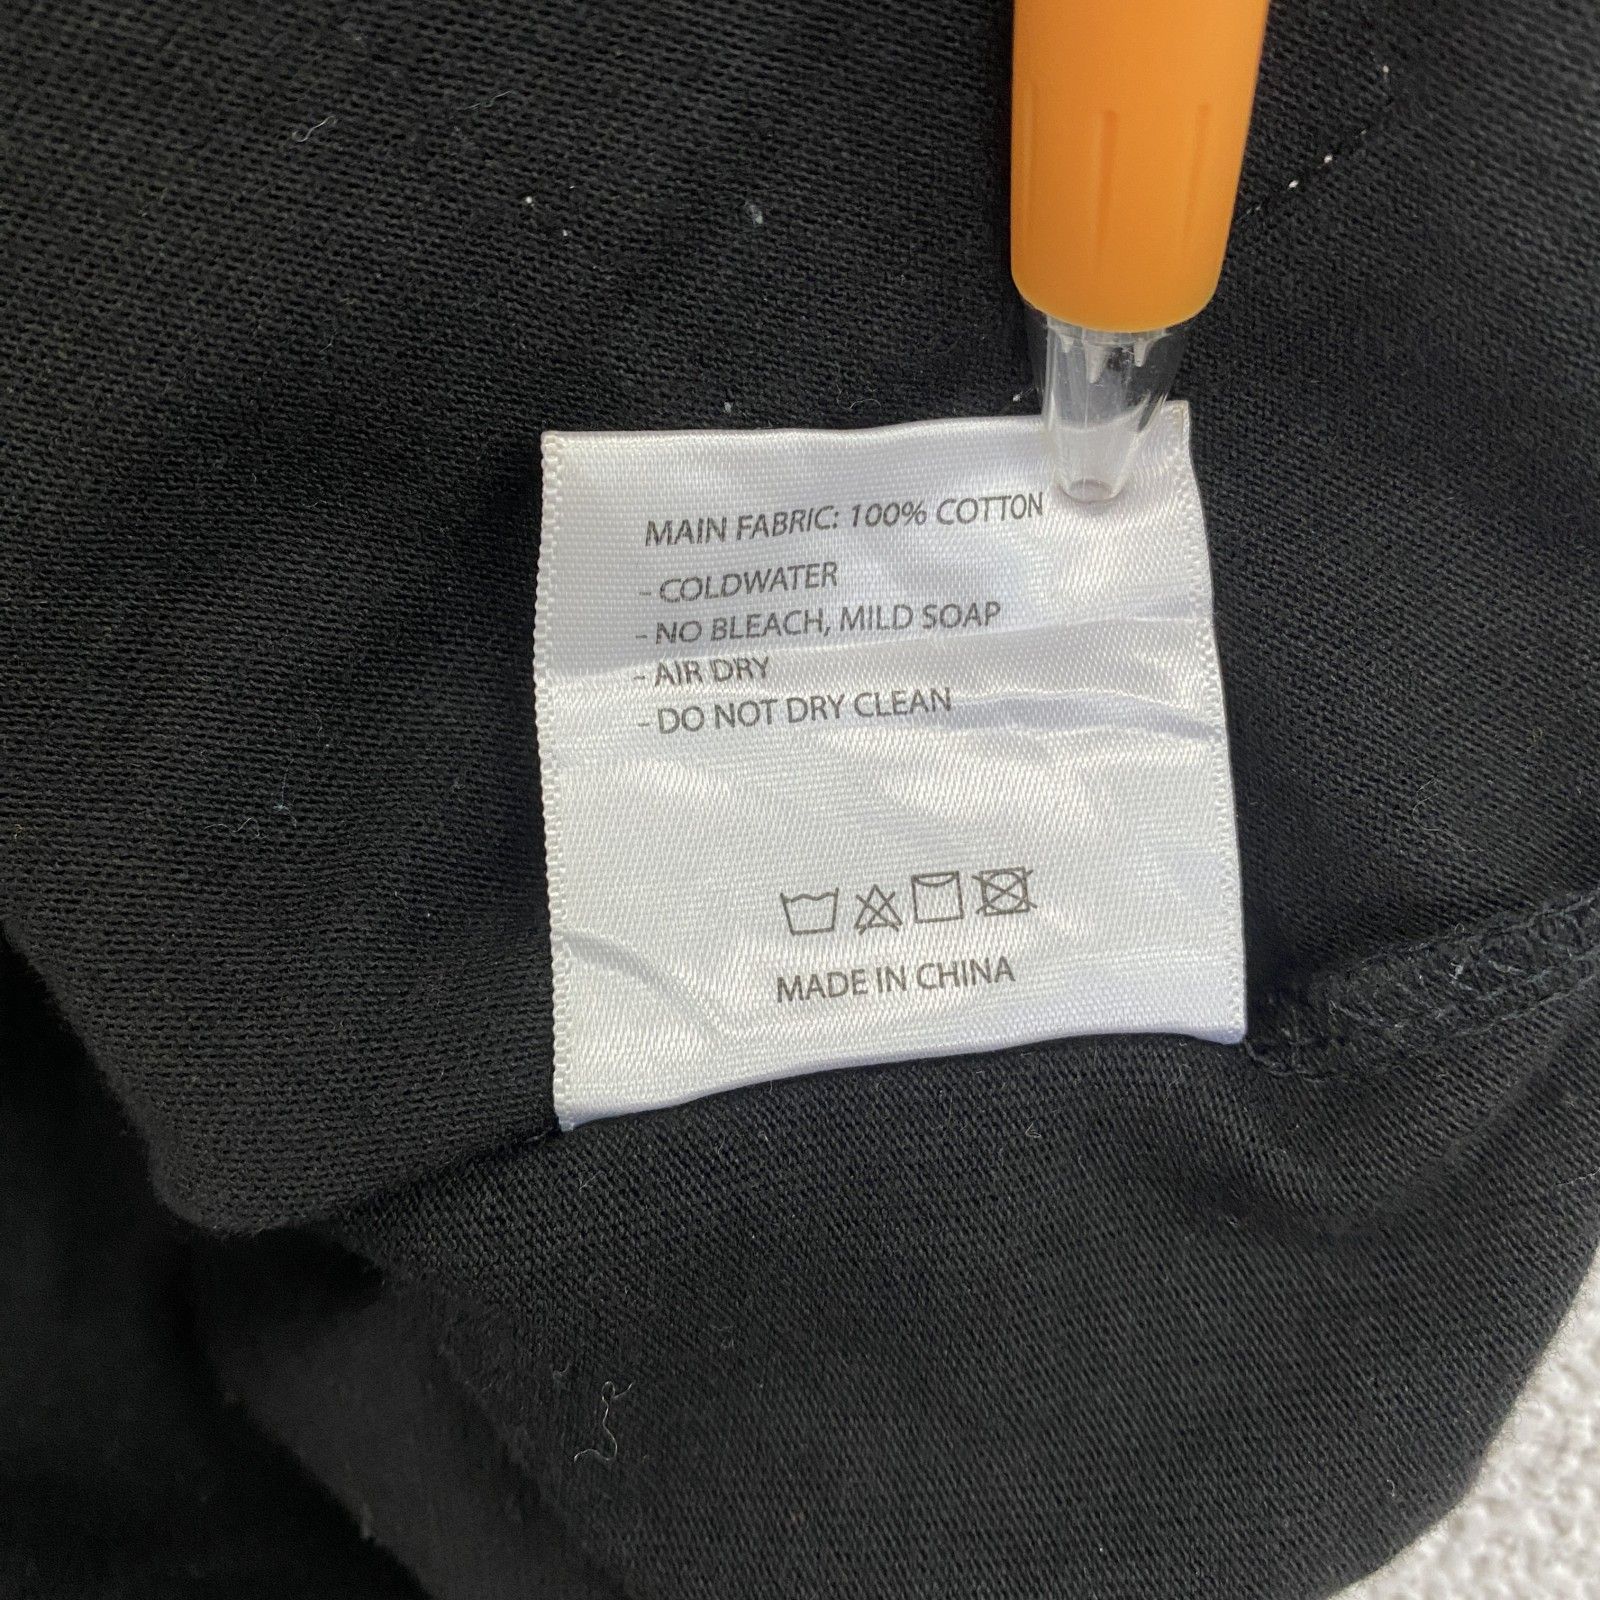 MAIN FABRIC: 100% COTTON
- COLDWATER
- NO BLEACH, MILD SOAP
- AIR DRY
- DO NOT DRY CLEAN
MADE IN CHINA